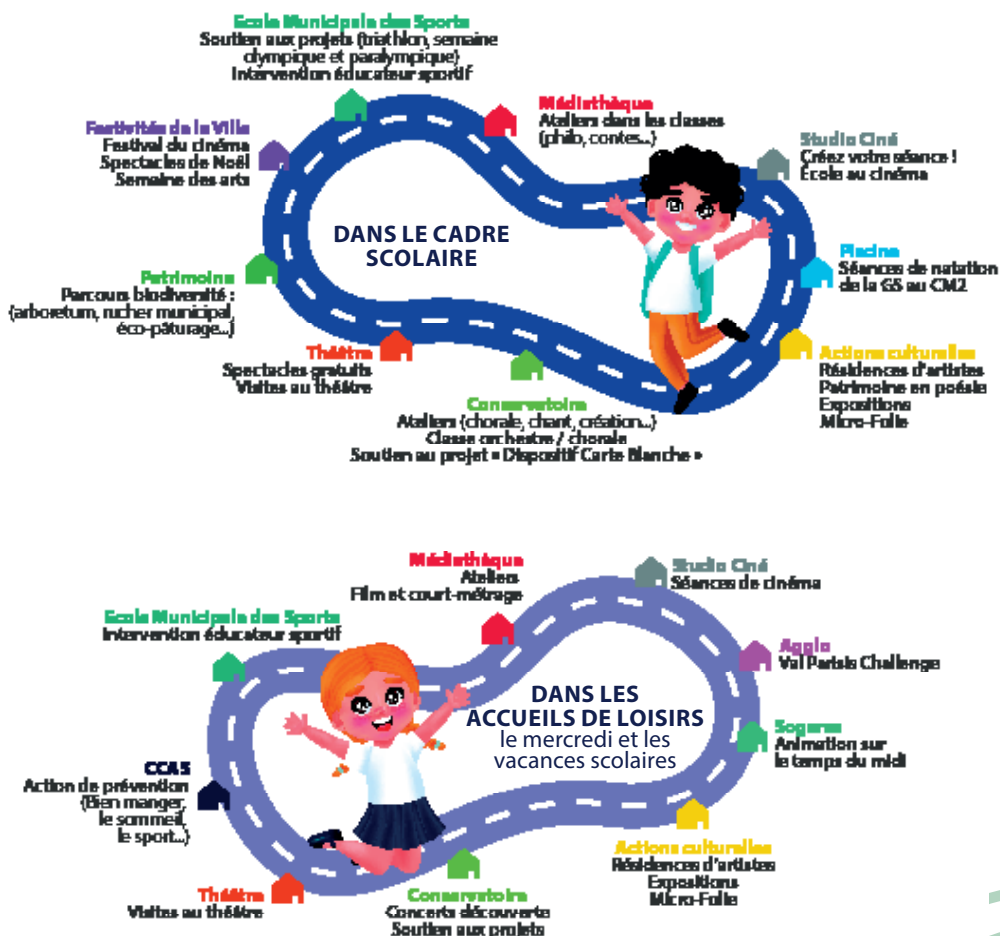 Ecole Municipale des Sports
Soutien aux projets (triathlon, semaine
olympique et paralympique)
Intervention éducateur sportif
Médiathèque
Ateliers dans les classes
(philo, contes...)
Studio Ciné
Créez votre séance !
École au cinéma
Piscine
Séances de natation
de la GS au CM2
Actions culturelles
Résidences d'artistes
Patrimoine en poésie
Expositions
Micro-Folie
Conservatoire
Ateliers (chorale, chant, création...)
Classe orchestre / chorale
Soutien au projet « Dispositif Carte Blanche »
Théâtre
Spectacles gratuits
Visites au théâtre
Patrimoine
Parcours biodiversité :
(arboretum, rucher municipal,
éco-pâturage...)
Festivités de la Ville
Festival du cinéma
Spectacles de Noël
Semaine des arts
DANS LE CADRE
SCOLAIRE
Médiathèque
Ateliers
Film et court-métrage
Studio Ciné
Séances de cinéma
Agglo
Val Parisis Challenge
Sogeres
Animation sur
le temps du midi
Actions culturelles
Résidences d'artistes
Expositions
Micro-Folie
Conservatoire
Concerts découverte
Soutien aux projets
Théâtre
Visites au théâtre
CCAS
Action de prévention
(Bien manger,
le sommeil,
le sport...)
Ecole Municipale des Sports
Intervention éducateur sportif
DANS LES
ACCUEILS DE LOISIRS
le mercredi et les
vacances scolaires